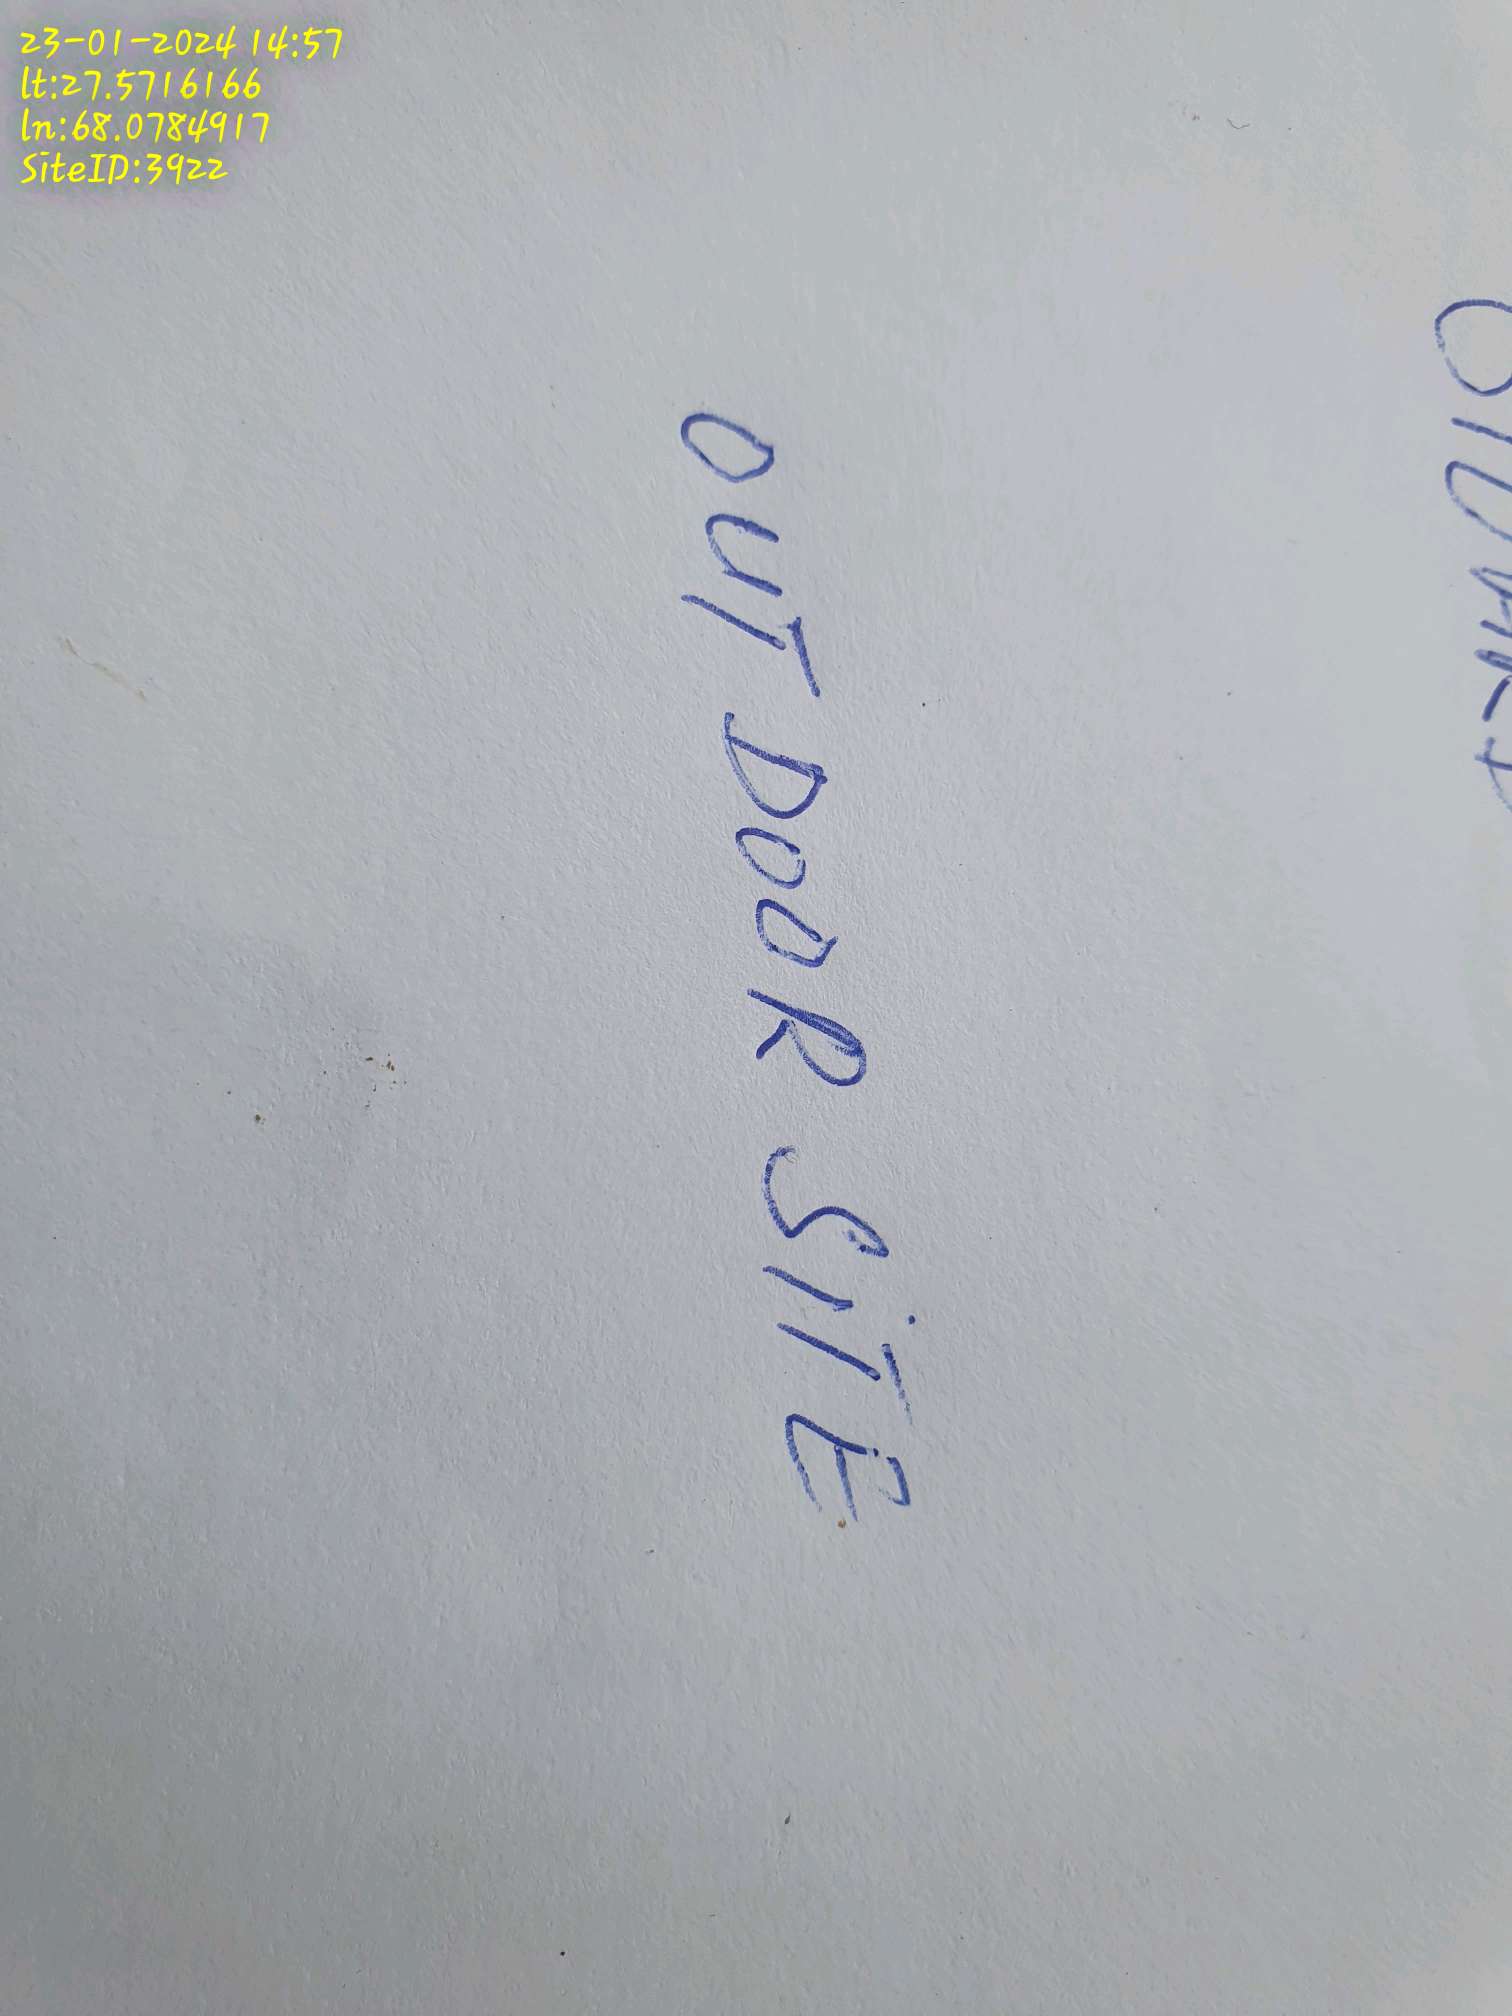 23-01-2024 14:57
lt:27.5716166
ln:68.0784917
SiteID:3922
OUT DOOR SITE